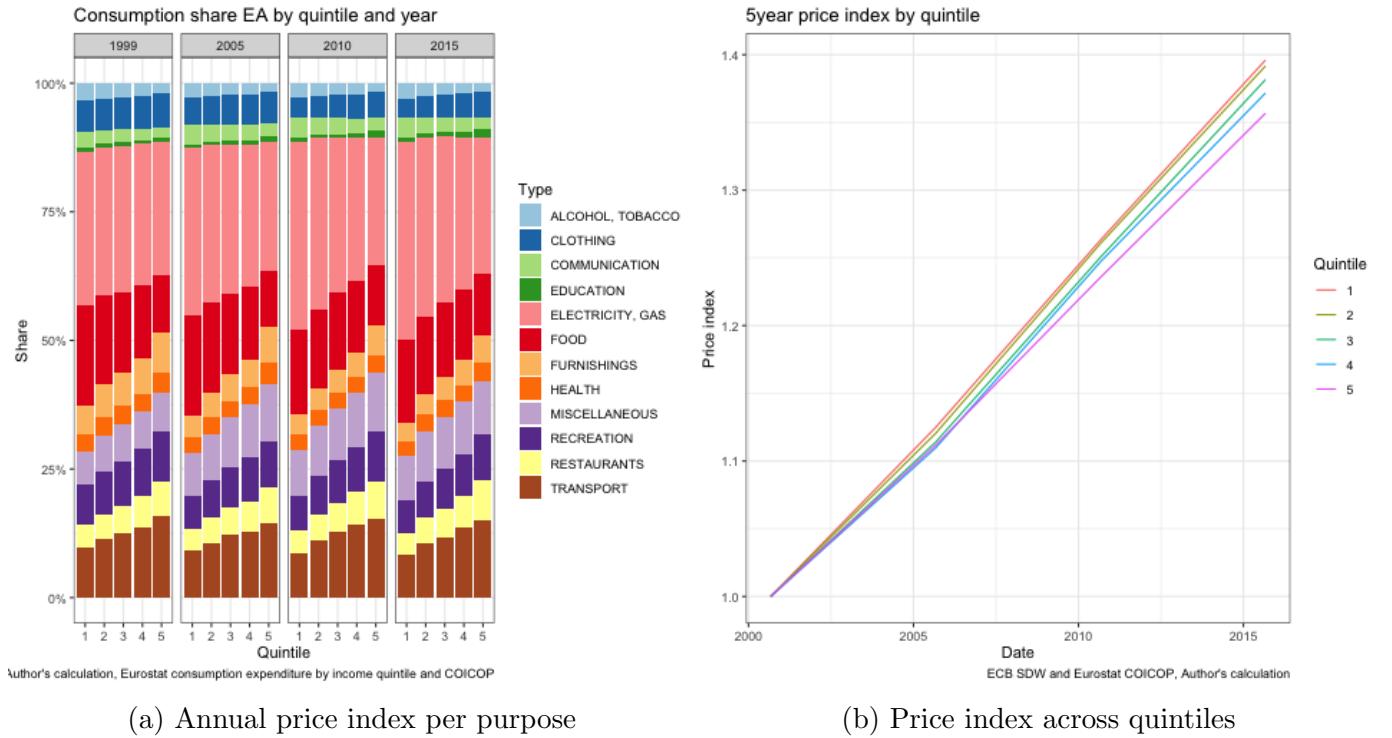 Consumption share EA by quintile and year
1999 2005 2010 2015
100%
75%
50%
25%
0%
Share
1 2 3 4 5 1 2 3 4 5 1 2 3 4 5 1 2 3 4 5
Quintile
Author's calculation, Eurostat consumption expenditure by income quintile and COICOP
Type
ALCOHOL, TOBACCO
CLOTHING
COMMUNICATION
EDUCATION
ELECTRICITY, GAS
FOOD
FURNISHINGS
HEALTH
MISCELLANEOUS
RECREATION
RESTAURANTS
TRANSPORT
(a) Annual price index per purpose
5year price index by quintile
1.4
1.3
1.2
1.1
1.0
Price index
2000 2005 2010 2015
Date
ECB SDW and Eurostat COICOP, Author's calculation
Quintile
1
2
3
4
5
(b) Price index across quintiles